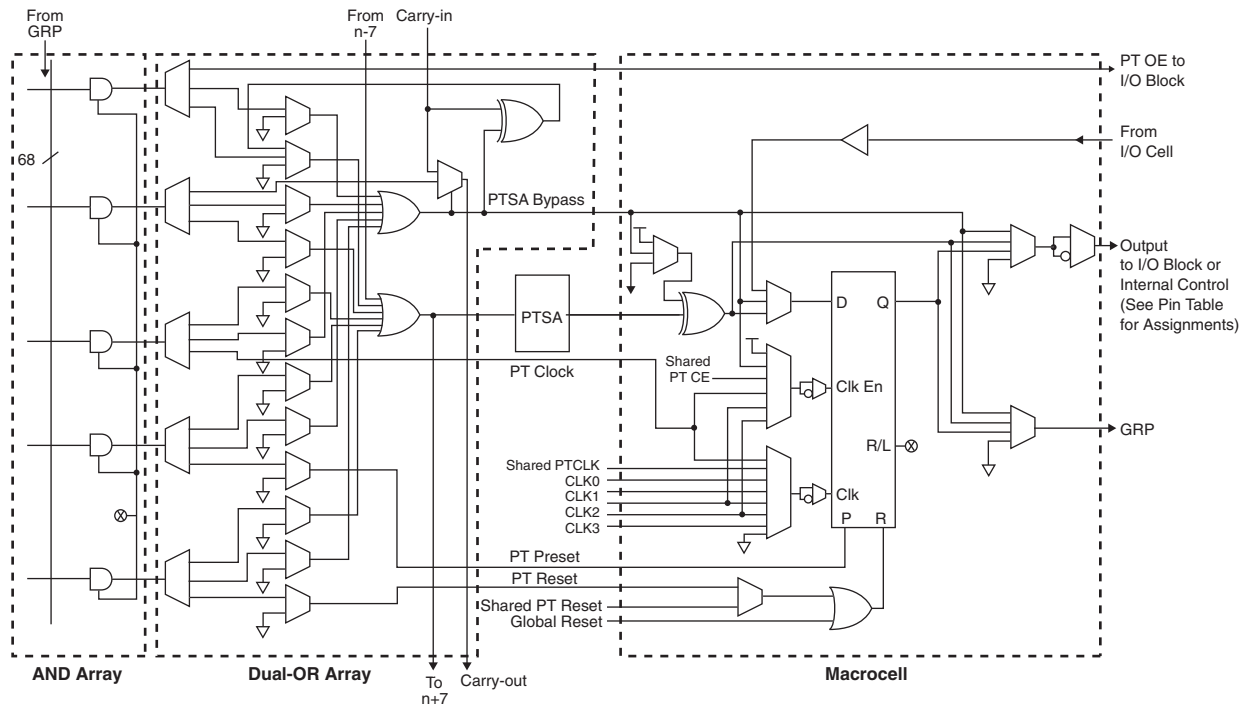 From
GRP
From
n-7
Carry-in
PT OE to
I/O Block
From
I/O Cell
68
PTSA Bypass
Output
to I/O Block or
Internal Control
(See Pin Table
for Assignments)
PTSA
D
Q
PT Clock
Shared
PT CE
Clk En
GRP
R/L
Shared PTCLK
CLK0
CLK1
CLK2
CLK3
Clk
P
R
PT Preset
PT Reset
Shared PT Reset
Global Reset
AND Array
Dual-OR Array
To
n+7
Carry-out
Macrocell